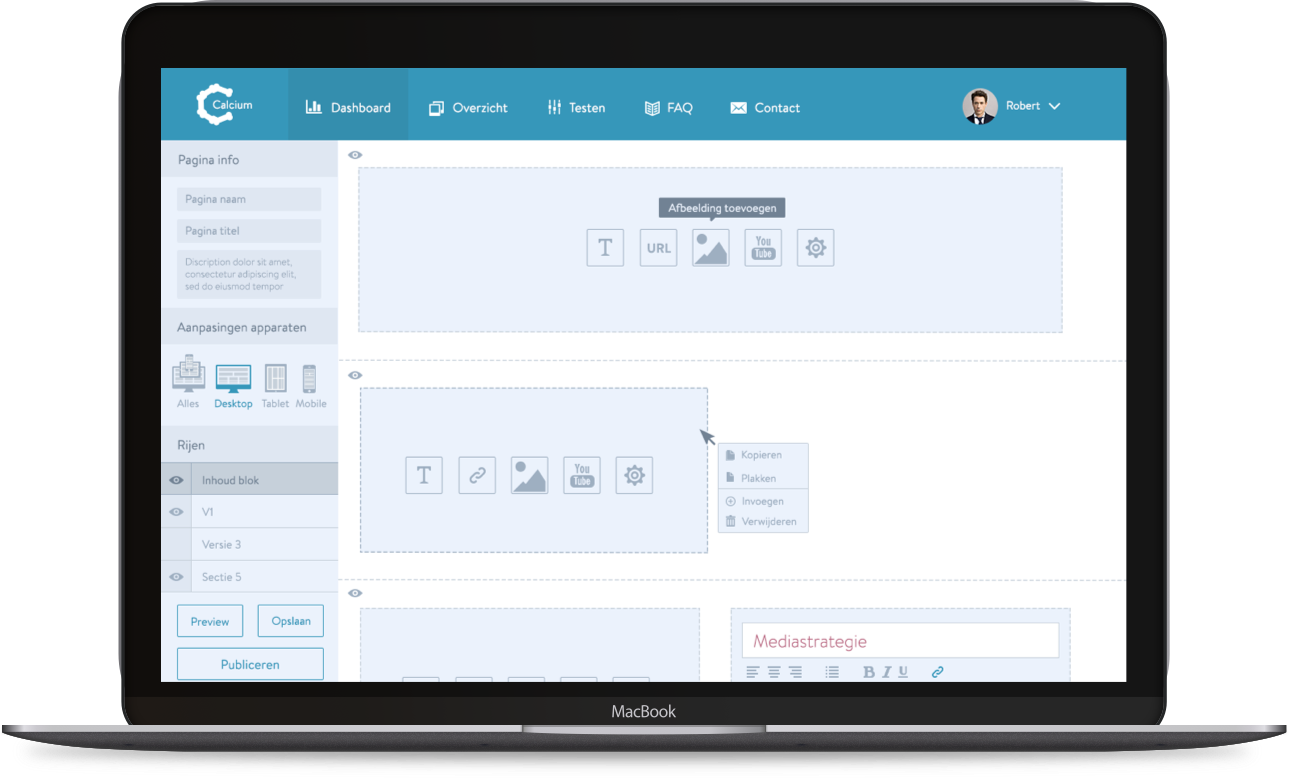 Calcium
Dashboard
Overzicht
Testen
FAQ
Contact
Robert
Pagina info
Pagina naam
Pagina titel
Discription dolor sit amet,
consectetur adipiscing elit,
sed do eiusmod tempor
Aanpasingen apparaten
Alles
Desktop
Tablet
Mobile
Rijen
Inhoud blok
V1
Versie 3
Sectie 5
Preview
Opslaan
Publiceren
Afbeelding toevoegen
T
URL
You
Tube
T
You
Tube
Kopieren
Plakken
Invoegen
Verwijderen
Mediastrategie
B I U
MacBook